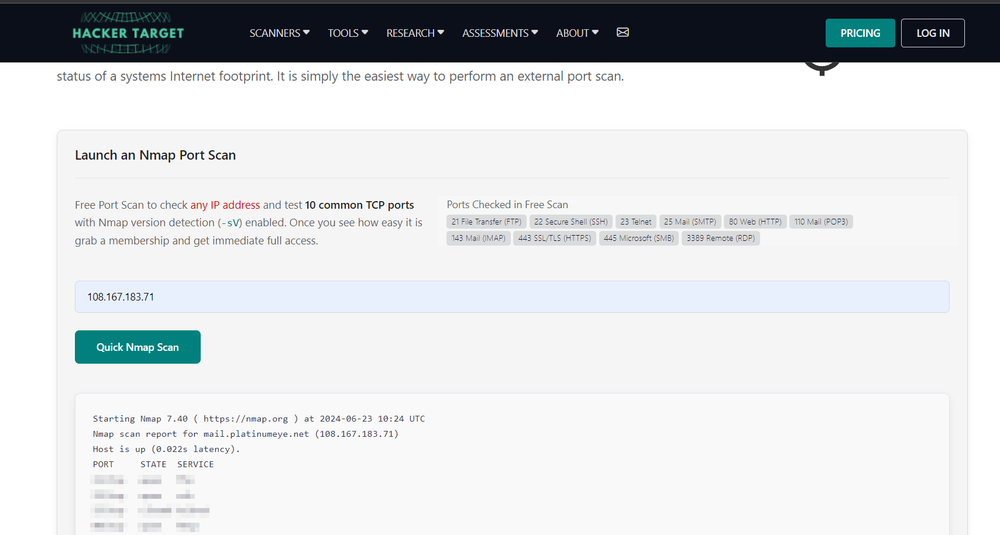 HACKER TARGET
SCANNERS TOOLS RESEARCH ASSESSMENTS ABOUT PRICING LOG IN
status of a systems Internet footprint. It is simply the easiest way to perform an external port scan.
Launch an Nmap Port Scan
Free Port Scan to check any IP address and test 10 common TCP ports
with Nmap version detection (-sV) enabled. Once you see how easy it is
grab a membership and get immediate full access.
Ports Checked in Free Scan
21 File Transfer (FTP) 22 Secure Shell (SSH) 23 Telnet 25 Mail (SMTP) 80 Web (HTTP) 110 Mail (POP3)
143 Mail (IMAP) 443 SSL/TLS (HTTPS) 445 Microsoft (SMB) 3389 Remote (RDP)
108.167.183.71
Quick Nmap Scan
Starting Nmap 7.40 ( https://nmap.org ) at 2024-06-23 10:24 UTC
Nmap scan report for mail.platinumeye.net (108.167.183.71)
Host is up (0.022s latency).
PORT STATE SERVICE